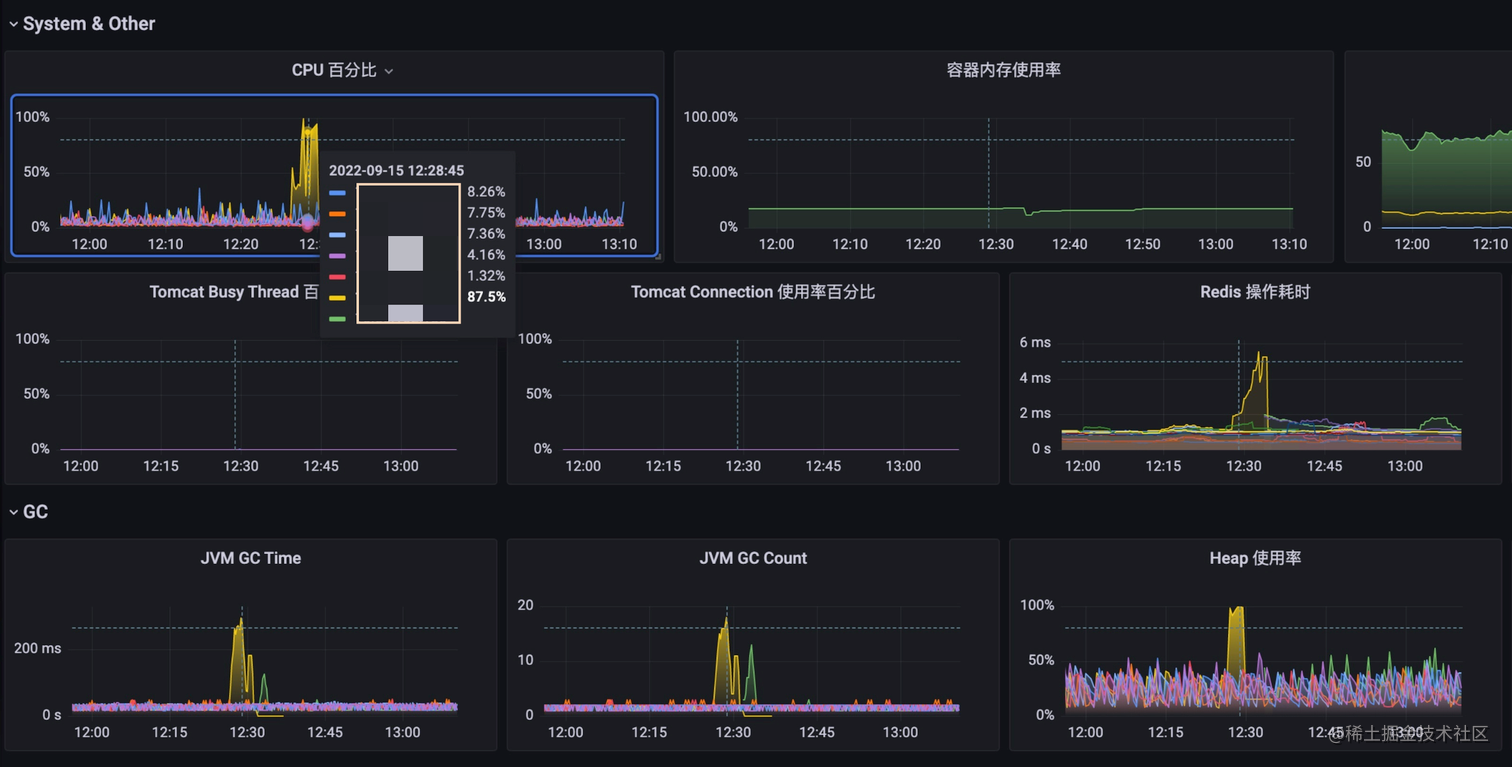 System & Other
CPU 百分比
100%
50%
0%
12:00 12:10 12:20 12:3
13:00 13:10
2022-09-15 12:28:45
8.26%
7.75%
7.36%
4.16%
1.32%
87.5%
容器内存使用率
100.00%
50.00%
0%
12:00 12:10 12:20 12:30 12:40 12:50 13:00 13:10
50
0
12:00 12:10
Tomcat Busy Thread 百
100%
50%
0%
12:00 12:15 12:30 12:45 13:00
Tomcat Connection 使用率百分比
100%
50%
0%
12:00 12:15 12:30 12:45 13:00
Redis 操作耗时
6 ms
4 ms
2 ms
0 s
12:00 12:15 12:30 12:45 13:00
GC
JVM GC Time
200 ms
0 s
12:00 12:15 12:30 12:45 13:00
JVM GC Count
20
10
0
12:00 12:15 12:30 12:45 13:00
Heap 使用率
100%
50%
0%
12:00 12:15 12:30 12:45 13:00
@稀土掘金技术社区